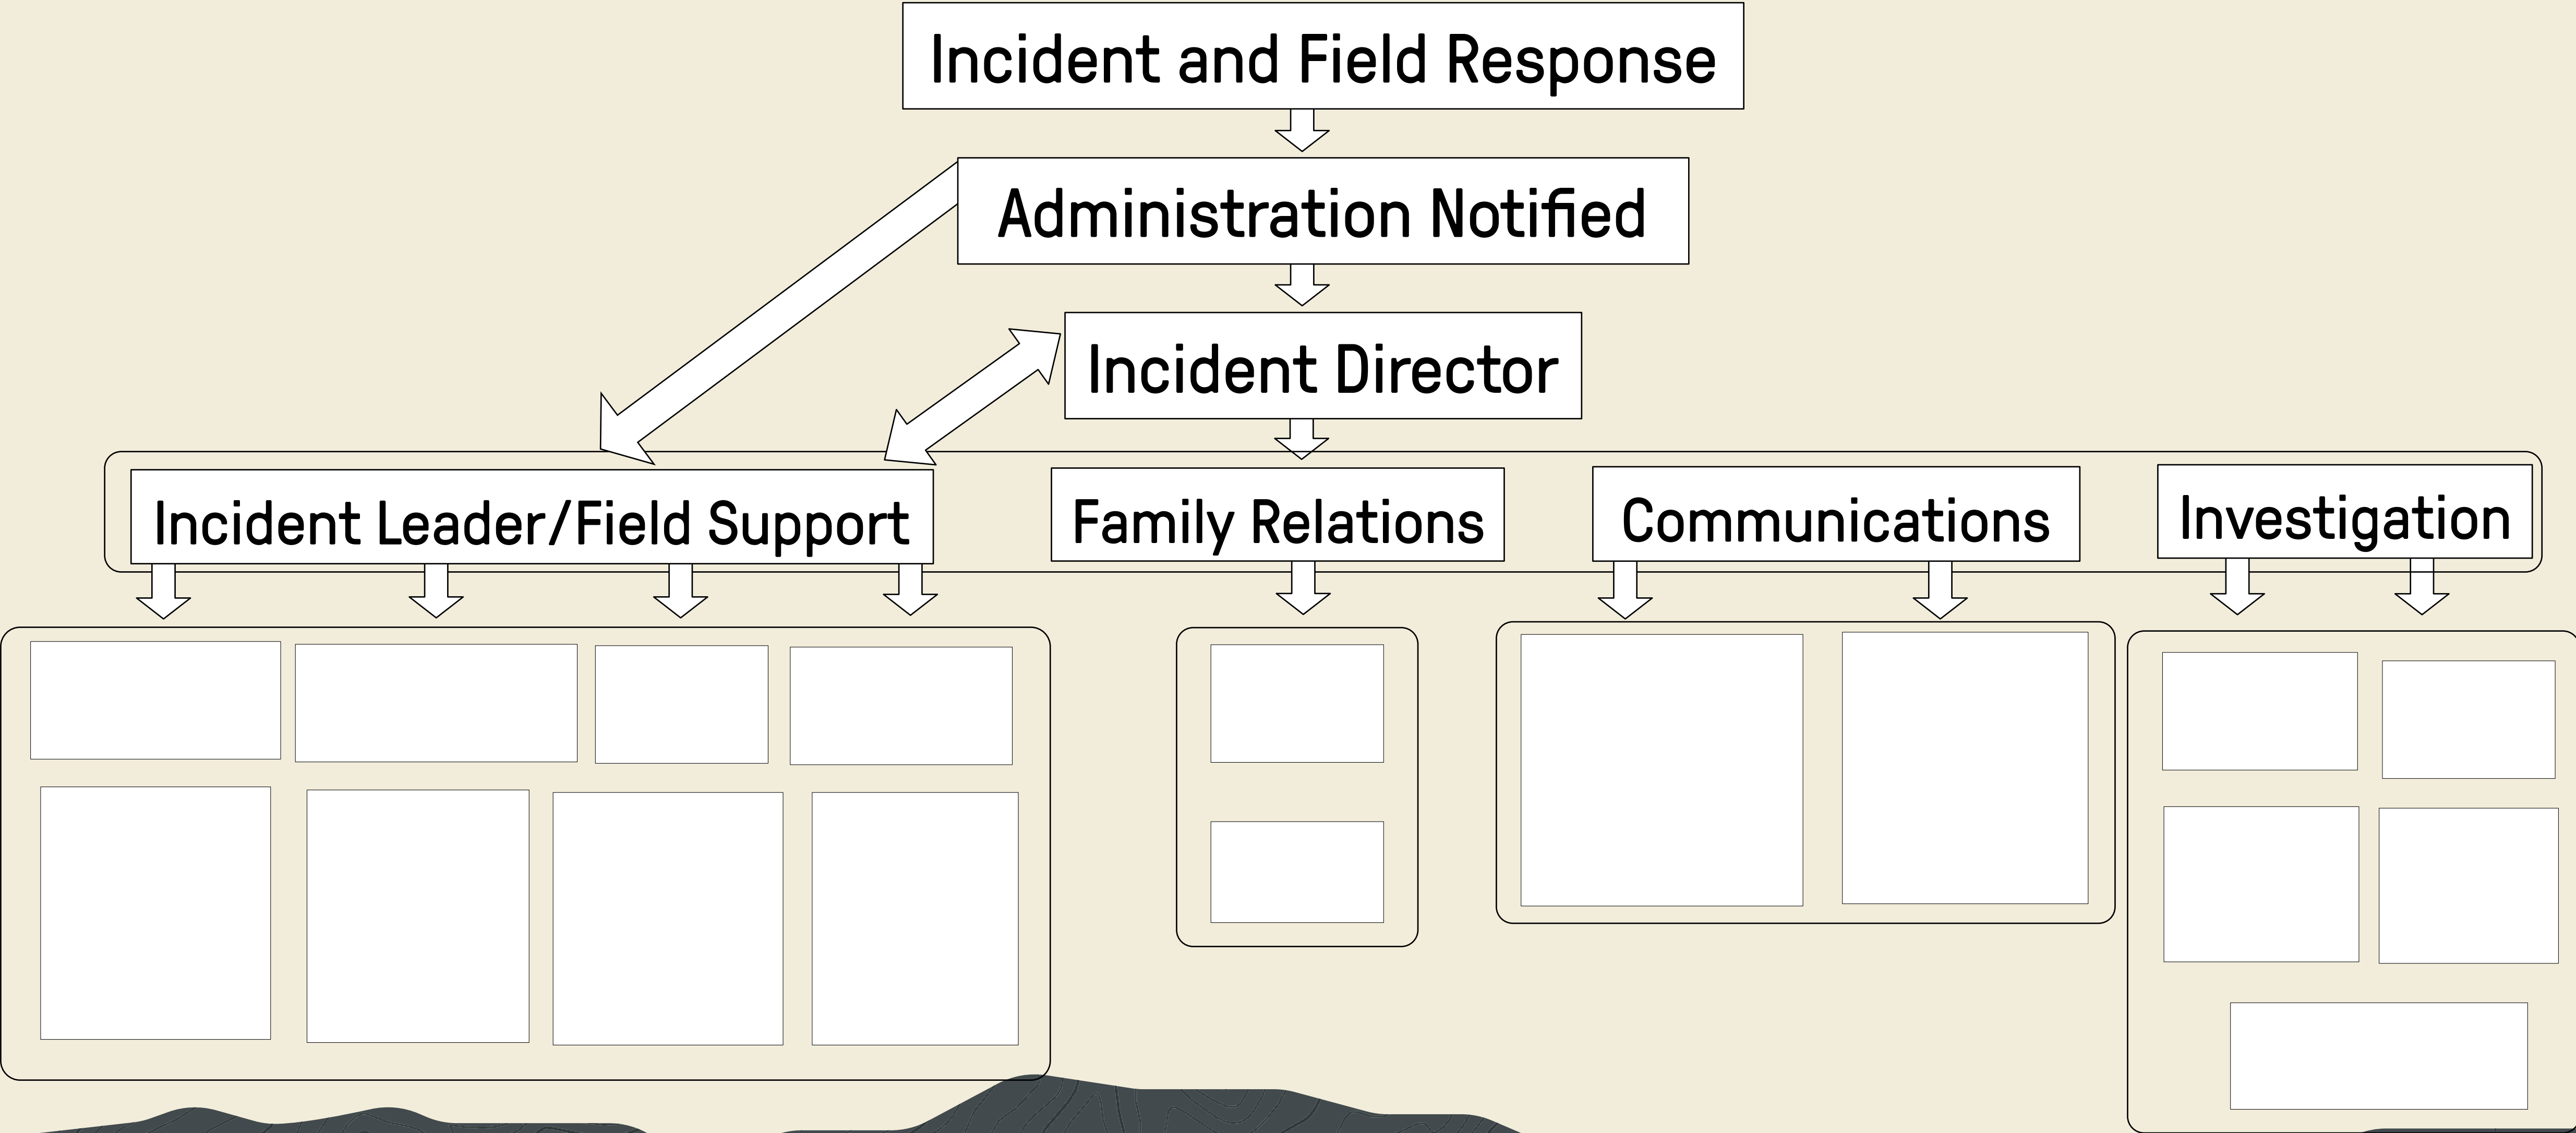 Incident and Field Response
Administration Notified
Incident Director
Incident Leader/Field Support
Family Relations
Communications
Investigation